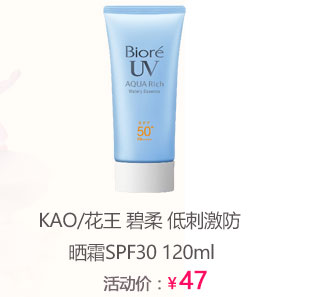 Bioré
UV
AQUA Rich
Watery Essence
SPF
50+
KAO/花王 碧柔 低刺激防
晒霜SPF30 120ml
活动价：¥47